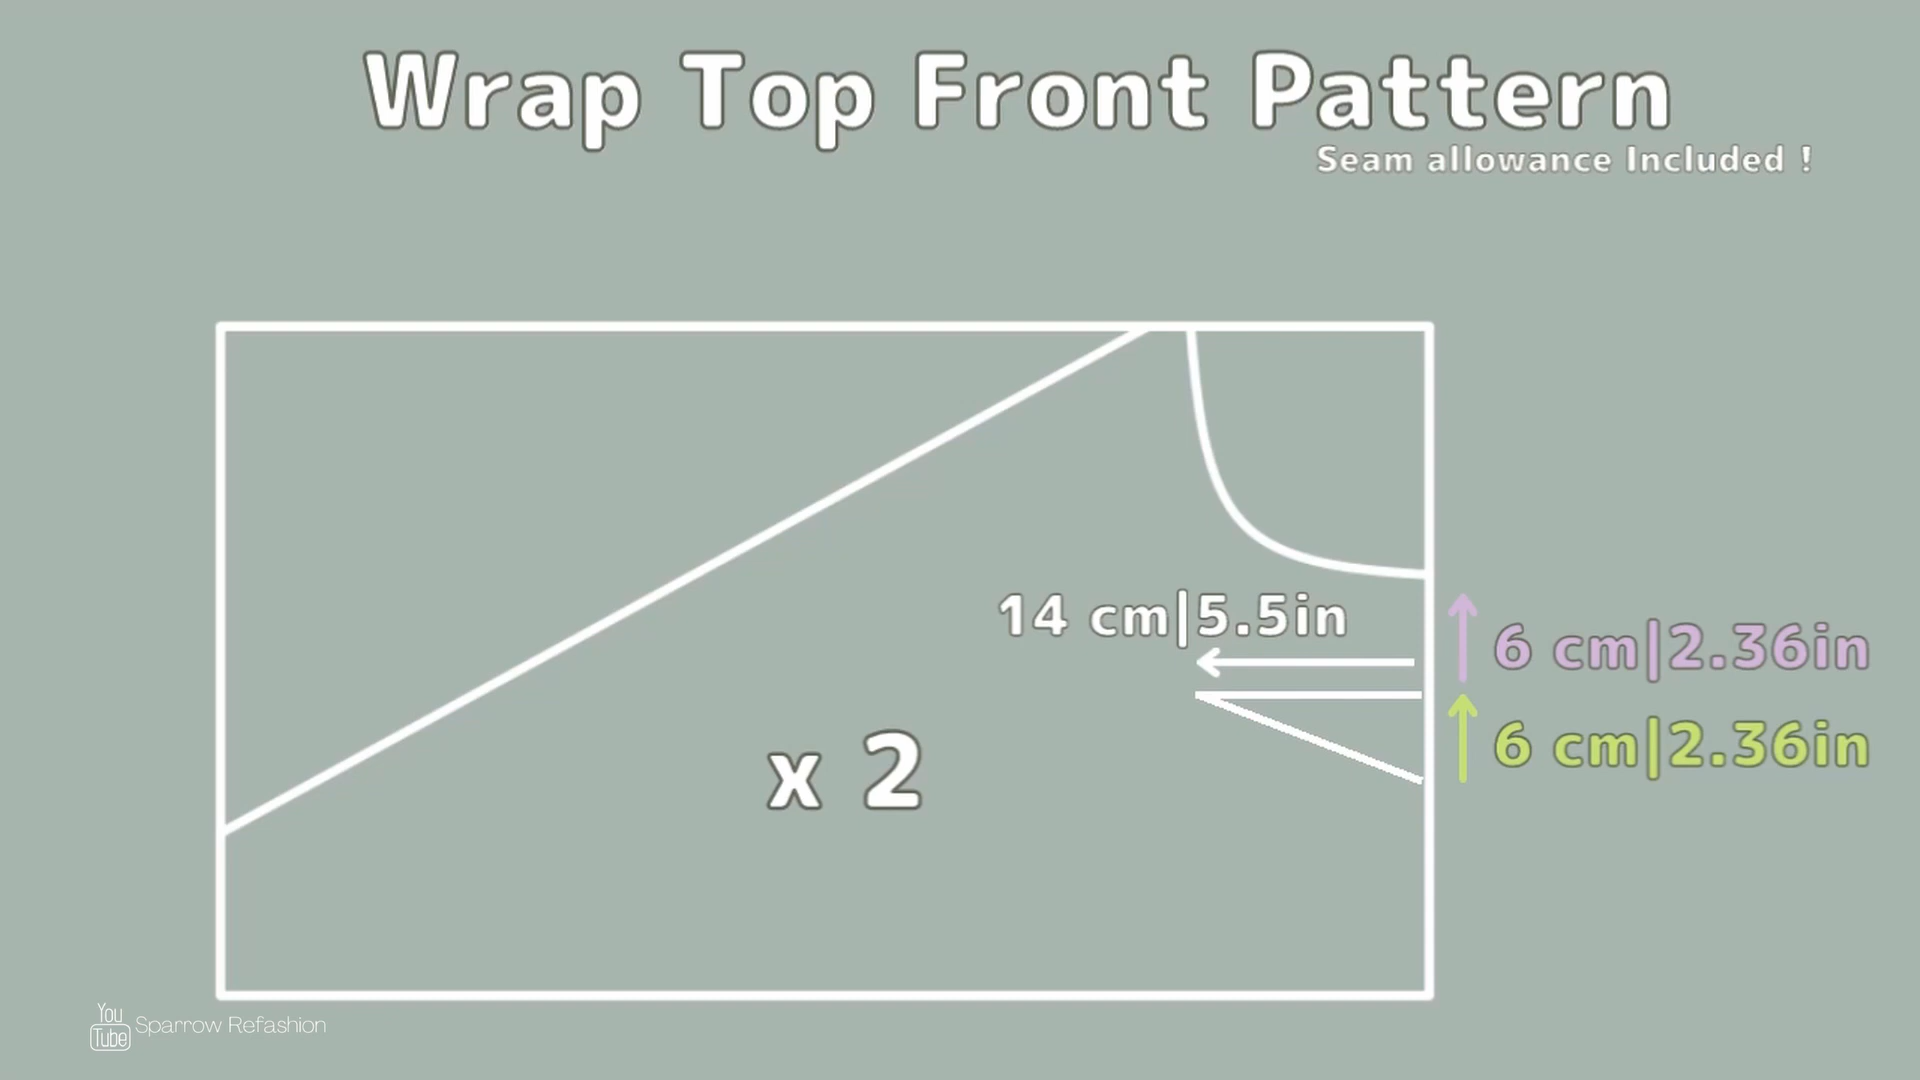 Wrap Top Front Pattern
Seam allowance Included !
14 cm|5.5in
6 cm|2.36in
6 cm|2.36in
x 2
You
Tube
Sparrow Refashion